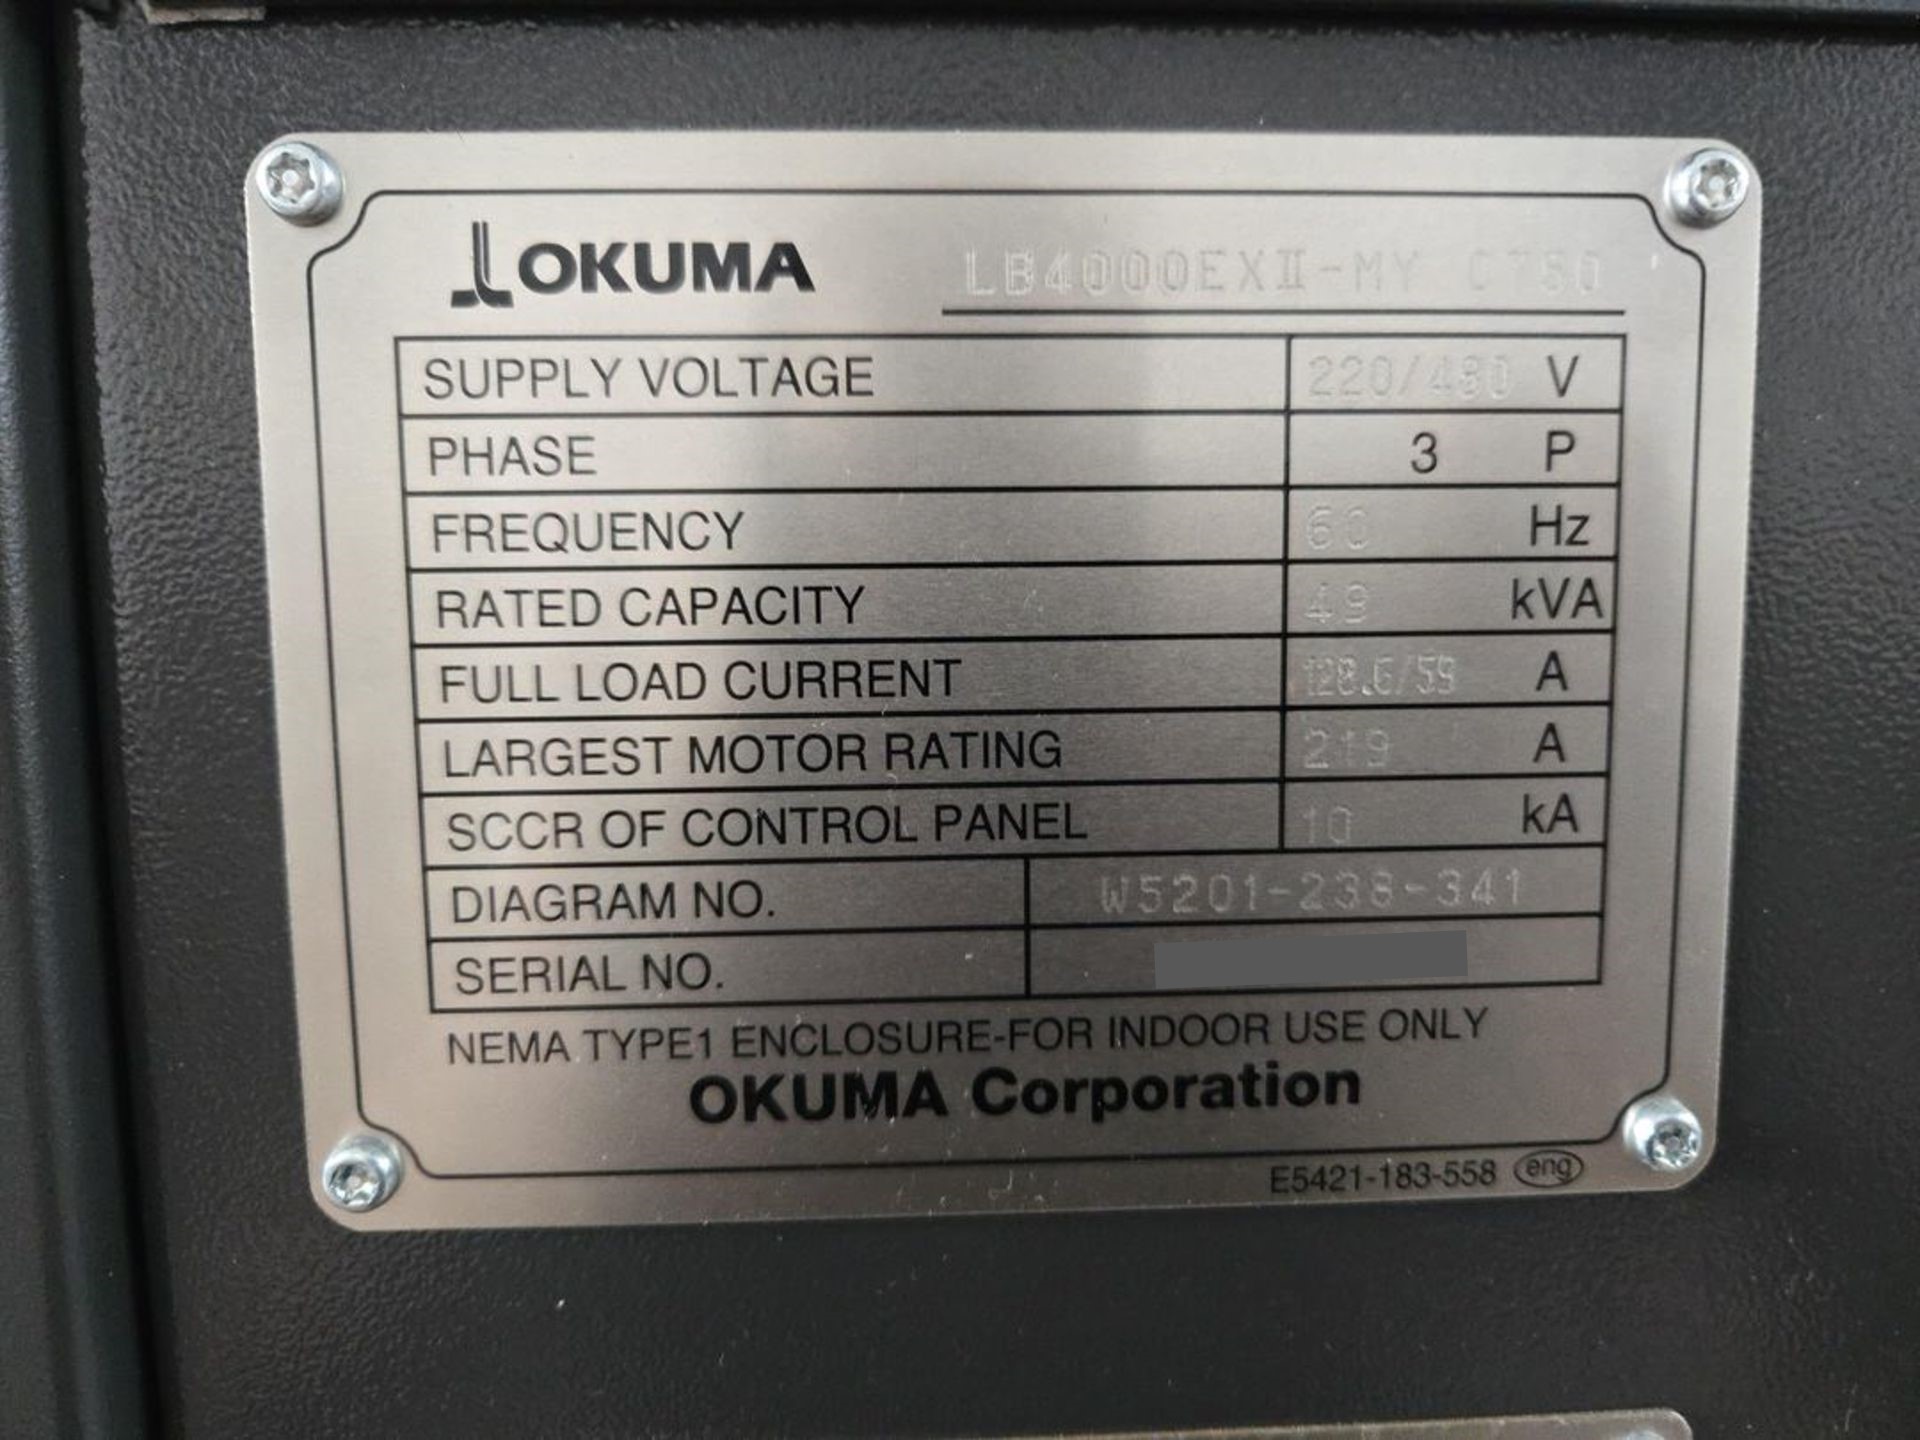 OKUMA LB4000EXⅡ-MY C750
SUPPLY VOLTAGE 220/480 V
PHASE 3 P
FREQUENCY 60 Hz
RATED CAPACITY 49 kVA
FULL LOAD CURRENT 128.6/59 A
LARGEST MOTOR RATING 219 A
SCCR OF CONTROL PANEL 10 kA
DIAGRAM NO. W5201-238-341
SERIAL NO.
NEMA TYPE1 ENCLOSURE-FOR INDOOR USE ONLY
OKUMA Corporation
E5421-183-558 eng